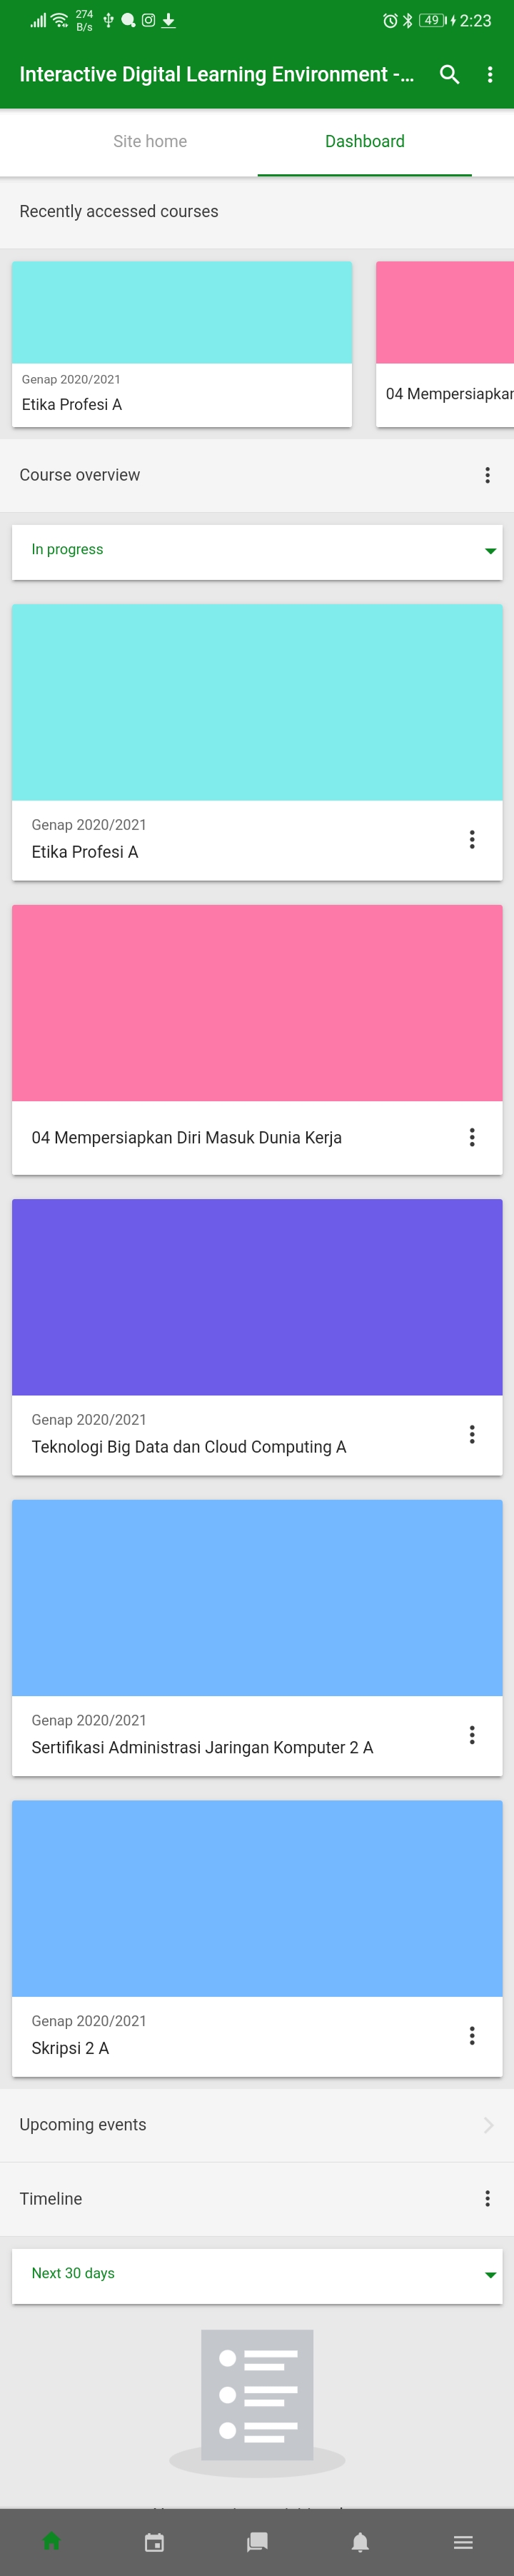 274
B/s
49
2:23
Interactive Digital Learning Environment -...
Site home
Dashboard
Recently accessed courses
Genap 2020/2021
Etika Profesi A
04 Mempersiapkan
Course overview
In progress
Genap 2020/2021
Etika Profesi A
04 Mempersiapkan Diri Masuk Dunia Kerja
Genap 2020/2021
Teknologi Big Data dan Cloud Computing A
Genap 2020/2021
Sertifikasi Administrasi Jaringan Komputer 2 A
Genap 2020/2021
Skripsi 2 A
Upcoming events
Timeline
Next 30 days